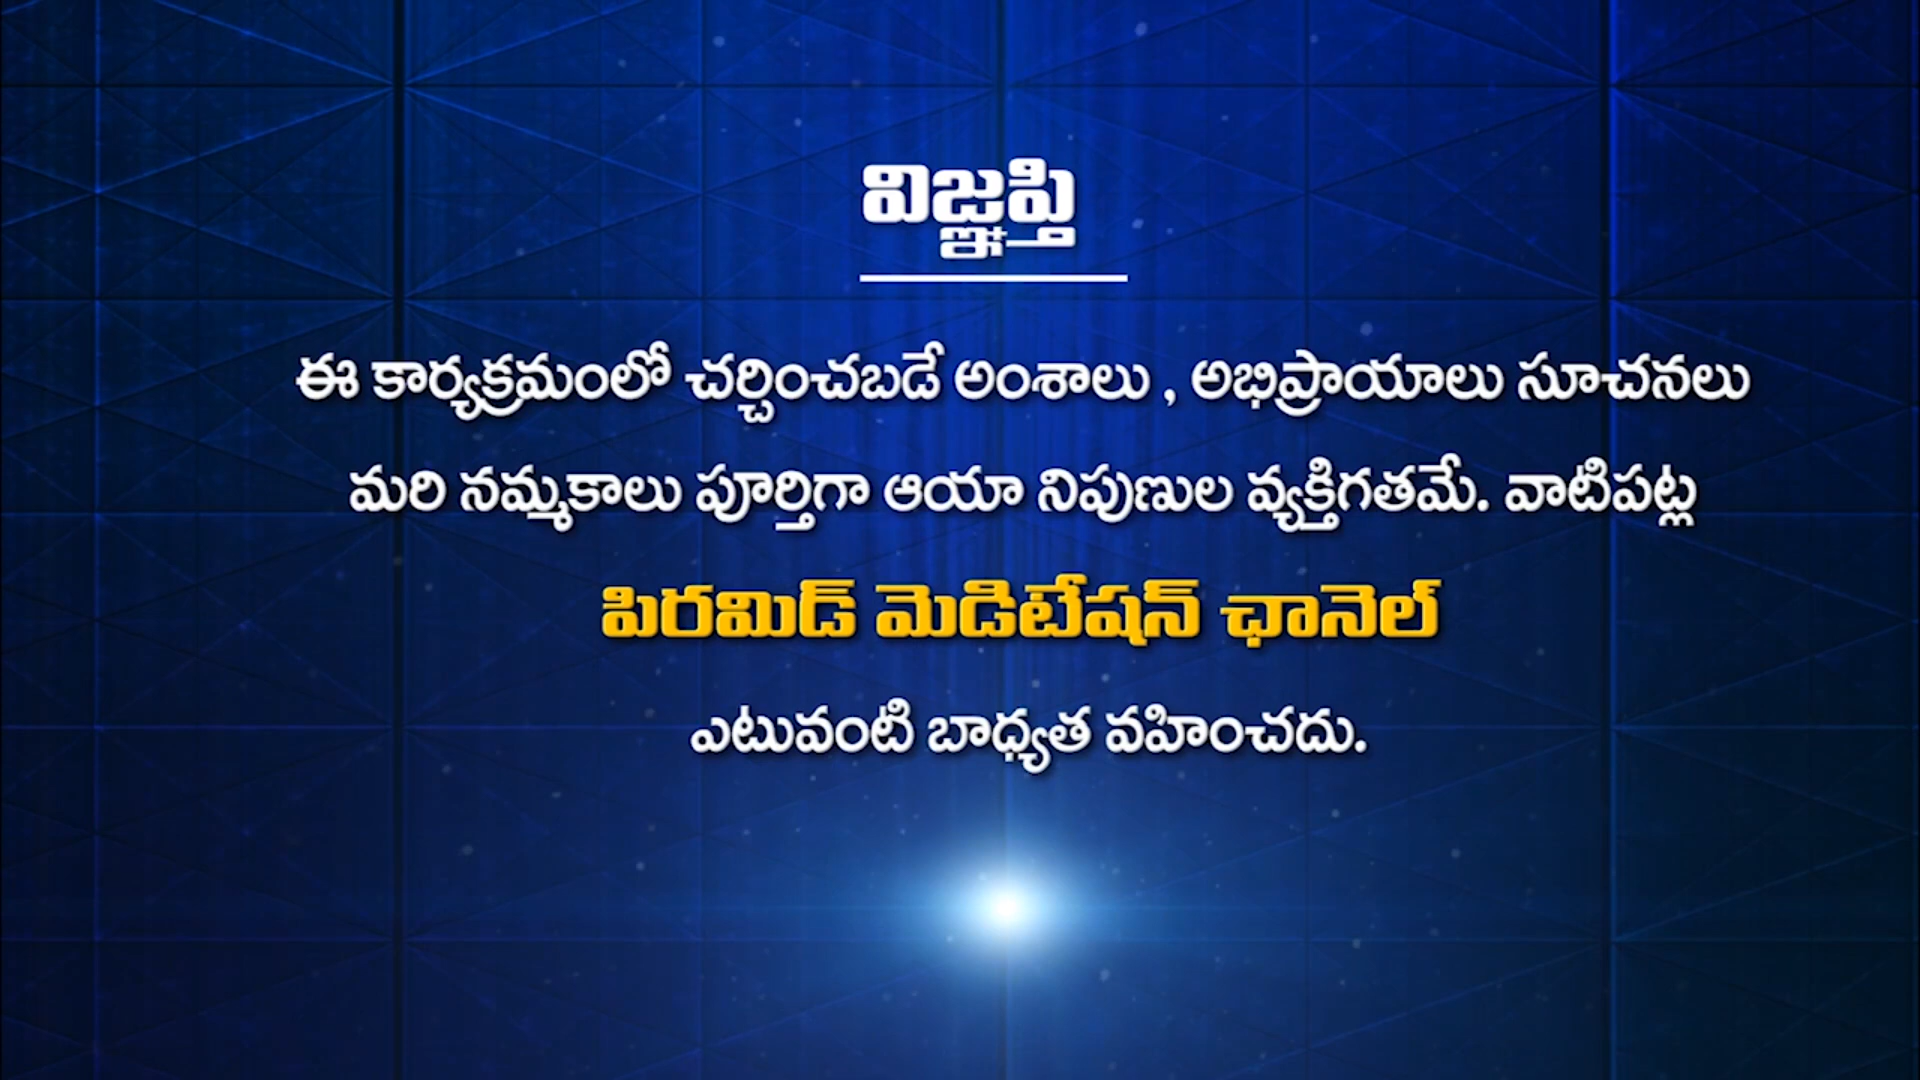 విజ్ఞప్తి
ఈ కార్యక్రమంలో చర్చించబడే అంశాలు , అభిప్రాయాలు సూచనలు
మరి నమ్మకాలు పూర్తిగా ఆయా నిపుణుల వ్యక్తిగతమే. వాటిపట్ల
పిరమిడ్ మెడిటేషన్ ఛానెల్
ఎటువంటి బాధ్యత వహించదు.